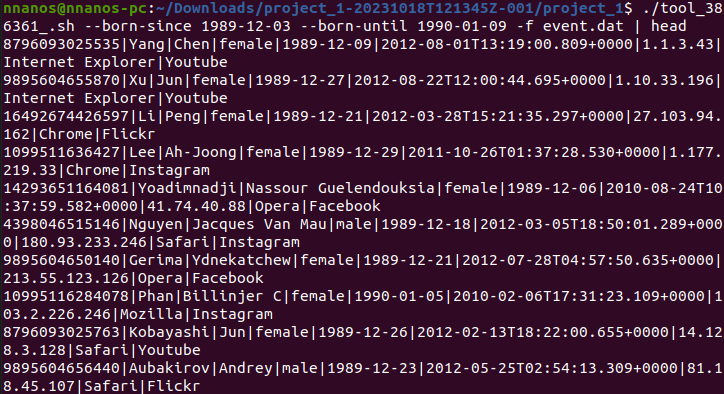 nnanos@nnanos-pc:~/Downloads/project_1-20231018T121345Z-001/project_1$ ./tool_38
6361_.sh --born-since 1989-12-03 --born-until 1990-01-09 -f event.dat | head
8796093025535|Yang|Chen|female|1989-12-09|2012-08-01T13:19:00.809+0000|1.1.3.43|
Internet Explorer|Youtube
9895604655870|Xu|Jun|female|1989-12-27|2012-08-22T12:00:44.695+0000|1.10.33.196|
Internet Explorer|Youtube
16492674426597|Li|Peng|female|1989-12-21|2012-03-28T15:21:35.297+0000|27.103.94.
162|Chrome|Flickr
1099511636427|Lee|Ah-Joong|female|1989-12-29|2011-10-26T01:37:28.530+0000|1.177.
219.33|Chrome|Instagram
14293651164081|Yoadimnadji|Nassour Guelendouksia|female|1989-12-06|2010-08-24T10
:37:59.582+0000|41.74.40.88|Opera|Facebook
4398046515146|Nguyen|Jacques Van Mau|male|1989-12-18|2012-03-05T18:50:01.289+000
0|180.93.233.246|Safari|Instagram
9895604650140|Gerima|Ydnekatchew|female|1989-12-21|2012-07-28T04:57:50.635+0000|
213.55.123.126|Opera|Facebook
10995116284078|Phan|Billinjer C|female|1990-01-05|2010-02-06T17:31:23.109+0000|1
03.2.226.246|Mozilla|Instagram
8796093025763|Kobayashi|Jun|female|1989-12-26|2012-02-13T18:22:00.655+0000|14.12
8.3.128|Safari|Youtube
9895604656440|Aubakirov|Andrey|male|1989-12-23|2012-05-25T02:54:13.309+0000|81.1
8.45.107|Safari|Flickr